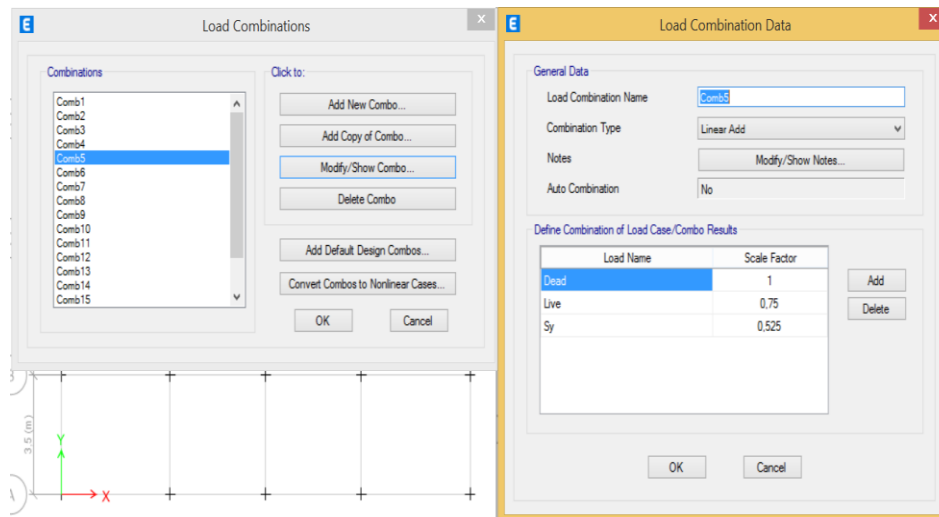 E Load Combinations x
Combinations
Comb1
Comb2
Comb3
Comb4
Comb5
Comb6
Comb7
Comb8
Comb9
Comb10
Comb11
Comb12
Comb13
Comb14
Comb15
Click to:
Add New Combo...
Add Copy of Combo...
Modify/Show Combo...
Delete Combo
Add Default Design Combos...
Convert Combos to Nonlinear Cases...
OK Cancel
3.5 (m)
Y
A X
E Load Combination Data x
General Data
Load Combination Name Comb5
Combination Type Linear Add
Notes Modify/Show Notes...
Auto Combination No
Define Combination of Load Case/Combo Results
Load Name Scale Factor
Dead 1 Add
Live 0,75 Delete
Sy 0,525
OK Cancel